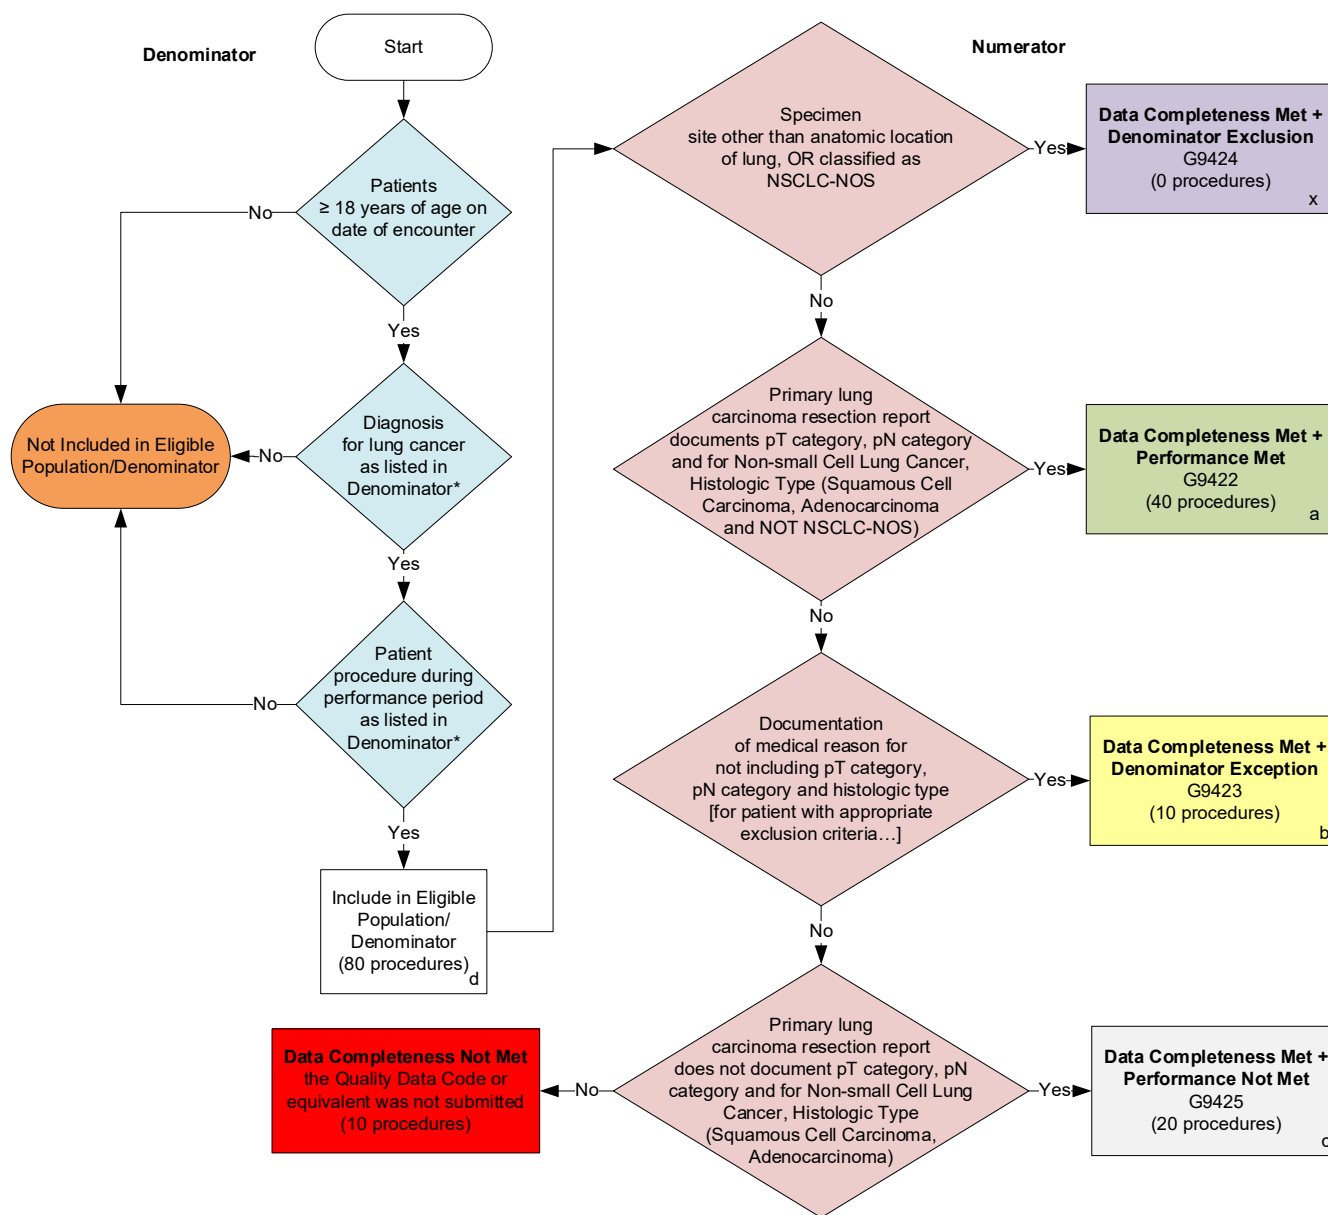 Denominator
Start
Numerator
Patients
≥ 18 years of age on
date of encounter
No
Yes
Diagnosis
for lung cancer
as listed in
Denominator*
No
Not Included in Eligible
Population/Denominator
Yes
Patient
procedure during
performance period
as listed in
Denominator*
No
Yes
Include in Eligible
Population/
Denominator
(80 procedures)
d
Specimen
site other than anatomic location
of lung, OR classified as
NSCLC-NOS
Yes
Data Completeness Met +
Denominator Exclusion
G9424
(0 procedures)
x
No
Primary lung
carcinoma resection report
documents pT category, pN category
and for Non-small Cell Lung Cancer,
Histologic Type (Squamous Cell
Carcinoma, Adenocarcinoma
and NOT NSCLC-NOS)
Yes
Data Completeness Met +
Performance Met
G9422
(40 procedures)
a
No
Documentation
of medical reason for
not including pT category,
pN category and histologic type
[for patient with appropriate
exclusion criteria…]
Yes
Data Completeness Met +
Denominator Exception
G9423
(10 procedures)
b
No
Primary lung
carcinoma resection report
does not document pT category, pN
category and for Non-small Cell Lung
Cancer, Histologic Type
(Squamous Cell Carcinoma,
Adenocarcinoma)
Yes
Data Completeness Met +
Performance Not Met
G9425
(20 procedures)
c
No
Data Completeness Not Met
the Quality Data Code or
equivalent was not submitted
(10 procedures)